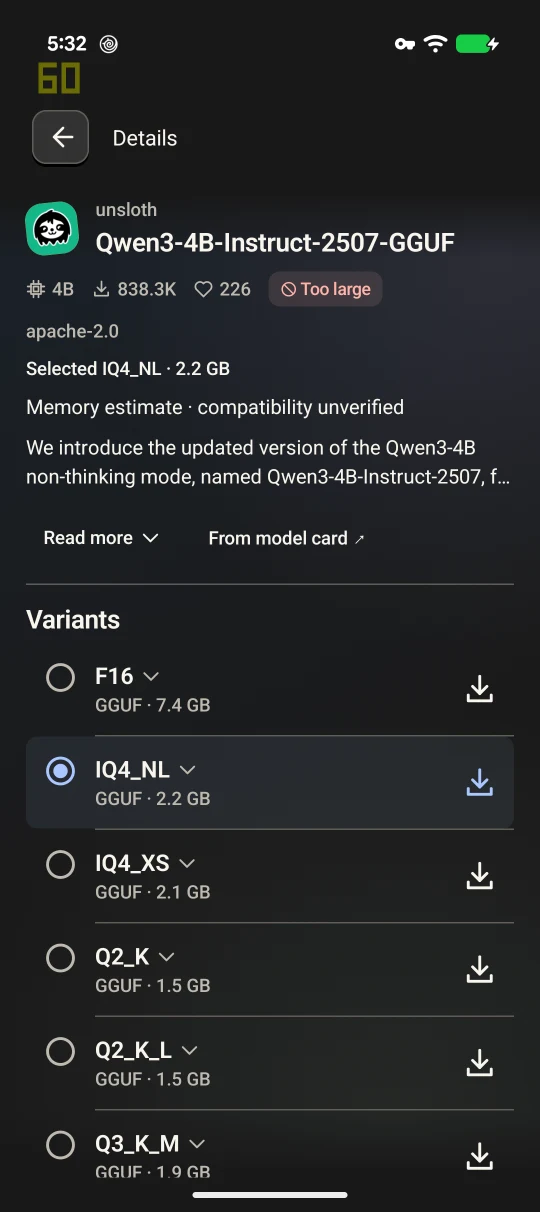 5:32
60
Details
unsloth
Qwen3-4B-Instruct-2507-GGUF
4B 838.3K 226 Too large
apache-2.0
Selected IQ4_NL · 2.2 GB
Memory estimate · compatibility unverified
We introduce the updated version of the Qwen3-4B
non-thinking mode, named Qwen3-4B-Instruct-2507, f…
Read more From model card ↗
Variants
F16
GGUF · 7.4 GB
IQ4_NL
GGUF · 2.2 GB
IQ4_XS
GGUF · 2.1 GB
Q2_K
GGUF · 1.5 GB
Q2_K_L
GGUF · 1.5 GB
Q3_K_M
GGUF · 1.9 GB